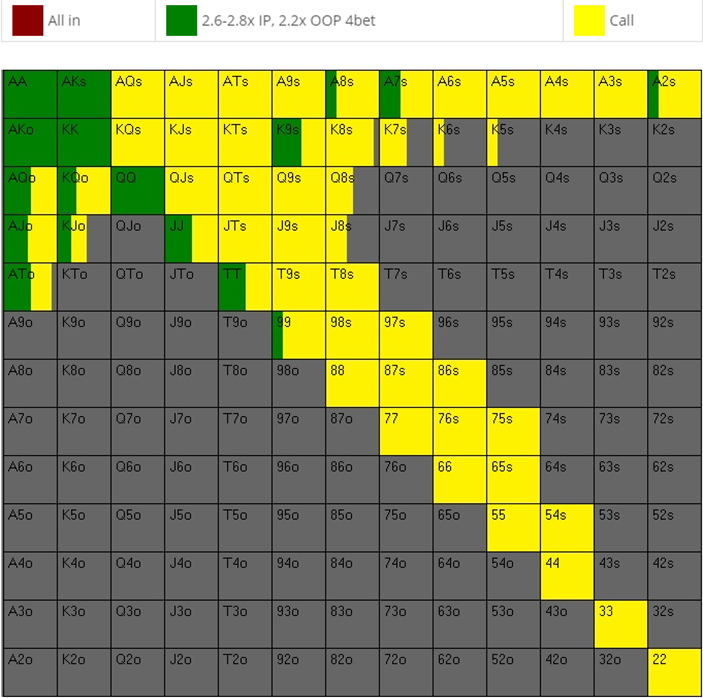 All in 2.6-2.8x IP, 2.2x OOP 4bet Call
AA AKs AQs AJs ATs A9s A8s A7s A6s A5s A4s A3s A2s
AKo KK KQs KJs KTs K9s K8s K7s K6s K5s K4s K3s K2s
AQo KQo QQ QJs QTs Q9s Q8s Q7s Q6s Q5s Q4s Q3s Q2s
AJo KJo QJo JJ JTs J9s J8s J7s J6s J5s J4s J3s J2s
ATo KTo QTo JTo TT T9s T8s T7s T6s T5s T4s T3s T2s
A9o K9o Q9o J9o T9o 99 98s 97s 96s 95s 94s 93s 92s
A8o K8o Q8o J8o T8o 98o 88 87s 86s 85s 84s 83s 82s
A7o K7o Q7o J7o T7o 97o 87o 77 76s 75s 74s 73s 72s
A6o K6o Q6o J6o T6o 96o 86o 76o 66 65s 64s 63s 62s
A5o K5o Q5o J5o T5o 95o 85o 75o 65o 55 54s 53s 52s
A4o K4o Q4o J4o T4o 94o 84o 74o 64o 54o 44 43s 42s
A3o K3o Q3o J3o T3o 93o 83o 73o 63o 53o 43o 33 32s
A2o K2o Q2o J2o T2o 92o 82o 72o 62o 52o 42o 32o 22